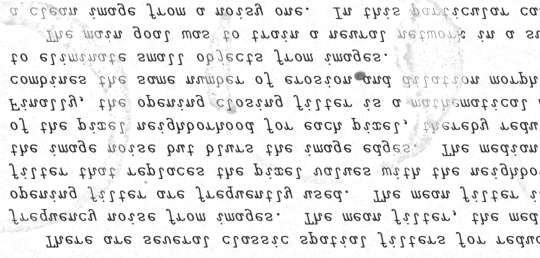 There are several classic spatial filters for reduc
frequency noise from images. The mean filter, the med
opening filter are frequently used. The mean filter i
filter that replaces the pixel values with the neighbo
the image noise but blurs the image edges. The median
of the pixel neighborhood for each pixel, thereby redu
Finally, the opening closing filter is a mathematical
combines the same number of erosion and dilation morph
to eliminate small objects from images.
The main goal was to train a neural network in a su
a clean image from a noisy one. In this particular ca